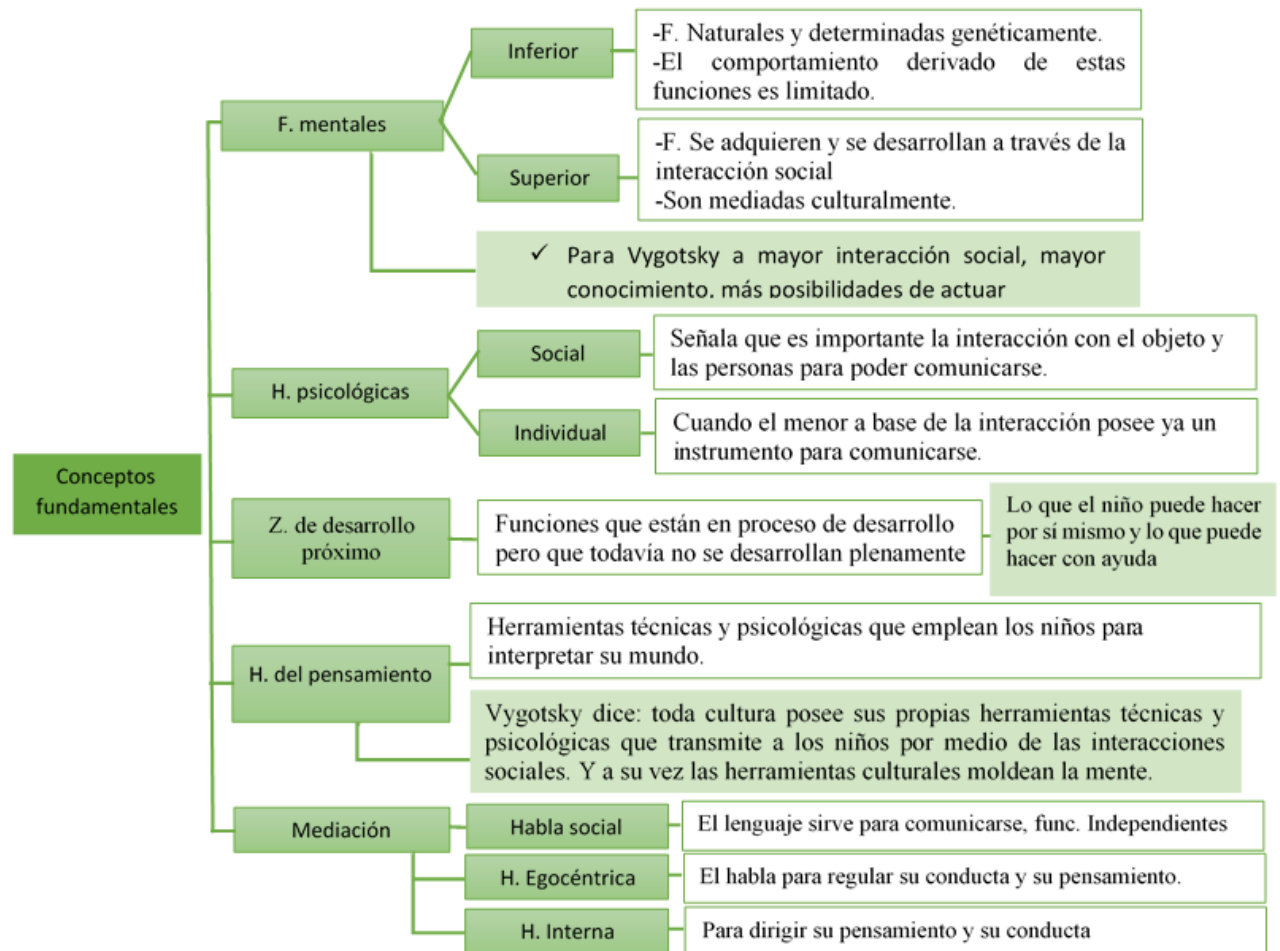 Inferior
-F. Naturales y determinadas genéticamente.
-El comportamiento derivado de estas
funciones es limitado.
F. mentales
Superior
-F. Se adquieren y se desarrollan a través de la
interacción social
-Son mediadas culturalmente.
✓ Para Vygotsky a mayor interacción social, mayor
conocimiento, más posibilidades de actuar
Social
Señala que es importante la interacción con el objeto y
las personas para poder comunicarse.
H. psicológicas
Individual
Cuando el menor a base de la interacción posee ya un
instrumento para comunicarse.
Conceptos
fundamentales
Z. de desarrollo
próximo
Funciones que están en proceso de desarrollo
pero que todavía no se desarrollan plenamente
Lo que el niño puede hacer
por sí mismo y lo que puede
hacer con ayuda
H. del pensamiento
Herramientas técnicas y psicológicas que emplean los niños para
interpretar su mundo.
Vygotsky dice: toda cultura posee sus propias herramientas técnicas y
psicológicas que transmite a los niños por medio de las interacciones
sociales. Y a su vez las herramientas culturales moldean la mente.
Mediación
Habla social
El lenguaje sirve para comunicarse, func. Independientes
H. Egocéntrica
El habla para regular su conducta y su pensamiento.
H. Interna
Para dirigir su pensamiento y su conducta